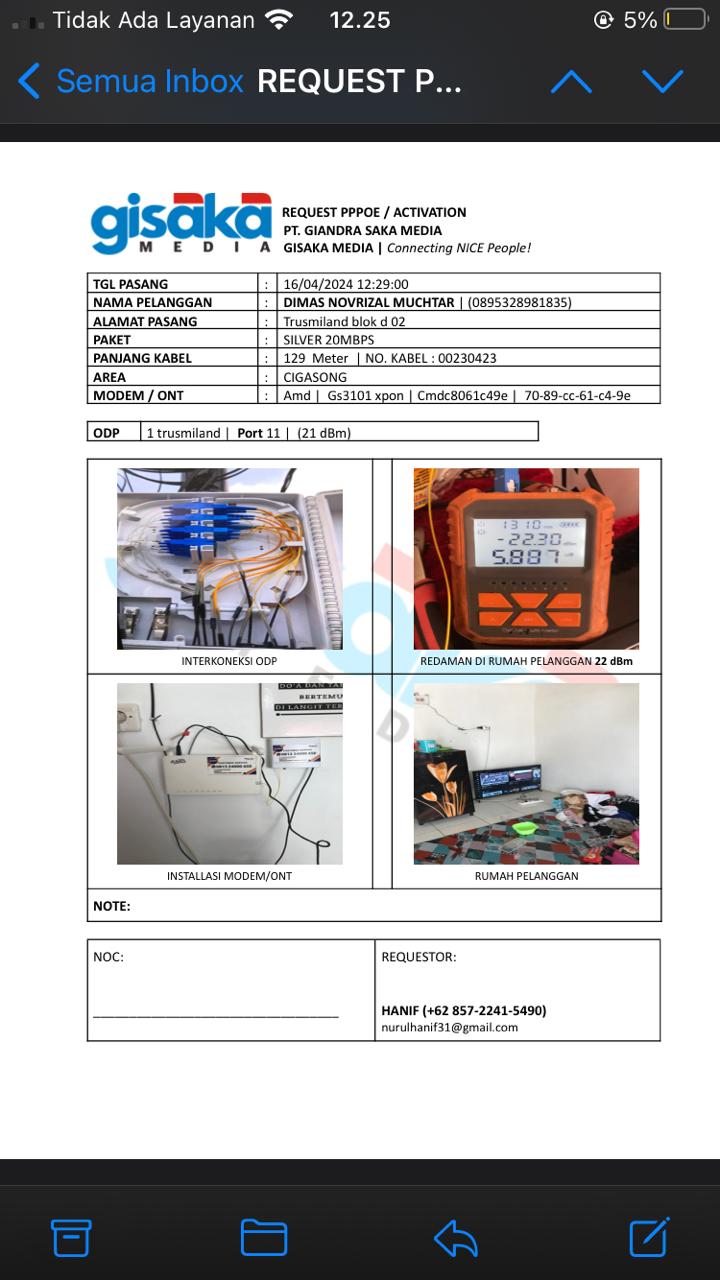 Tidak Ada Layanan 12.25 5%
Semua Inbox REQUEST P...
gisaka
MEDIA
REQUEST PPPOE / ACTIVATION
PT. GIANDRA SAKA MEDIA
GISAKA MEDIA | Connecting NICE People!
TGL PASANG : 16/04/2024 12:29:00
NAMA PELANGGAN : DIMAS NOVRIZAL MUCHTAR | (0895328981835)
ALAMAT PASANG : Trusmiland blok d 02
PAKET : SILVER 20MBPS
PANJANG KABEL : 129 Meter | NO. KABEL : 00230423
AREA : CIGASONG
MODEM / ONT : Amd | Gs3101 xpon | Cmdc8061c49e | 70-89-cc-61-c4-9e
ODP 1 trusmiland | Port 11 | (21 dBm)
1310
-22.30
5.887
INTERKONEKSI ODP
REDAMAN DI RUMAH PELANGGAN 22 dBm
DO'A DAN
BERTEMU
DI LANGIT
INSTALLASI MODEM/ONT
RUMAH PELANGGAN
NOTE:
NOC:
REQUESTOR:
HANIF (+62 857-2241-5490)
nurulhanif31@gmail.com